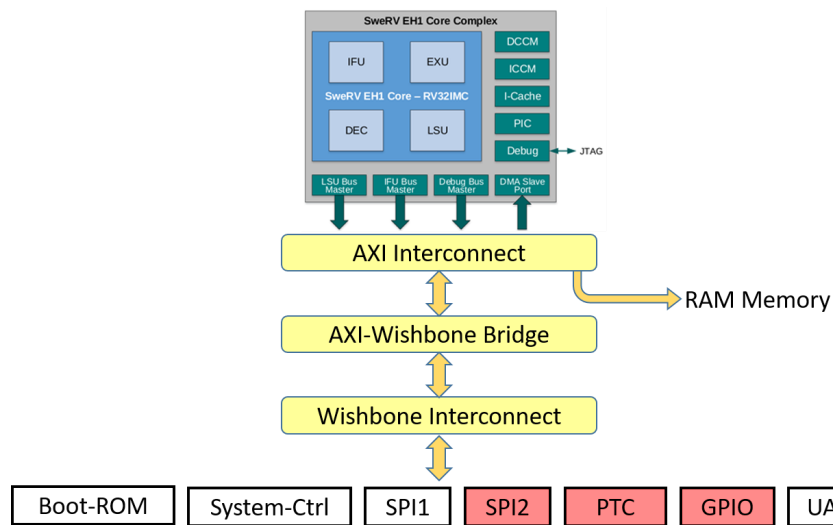 SweRV EH1 Core Complex
IFU
EXU
SweRV EH1 Core – RV32IMC
DEC
LSU
DCCM
ICCM
I-Cache
PIC
Debug
JTAG
LSU Bus
Master
IFU Bus
Master
Debug Bus
Master
DMA Slave
Port
AXI Interconnect
RAM Memory
AXI-Wishbone Bridge
Wishbone Interconnect
Boot-ROM
System-Ctrl
SPI1
SPI2
PTC
GPIO